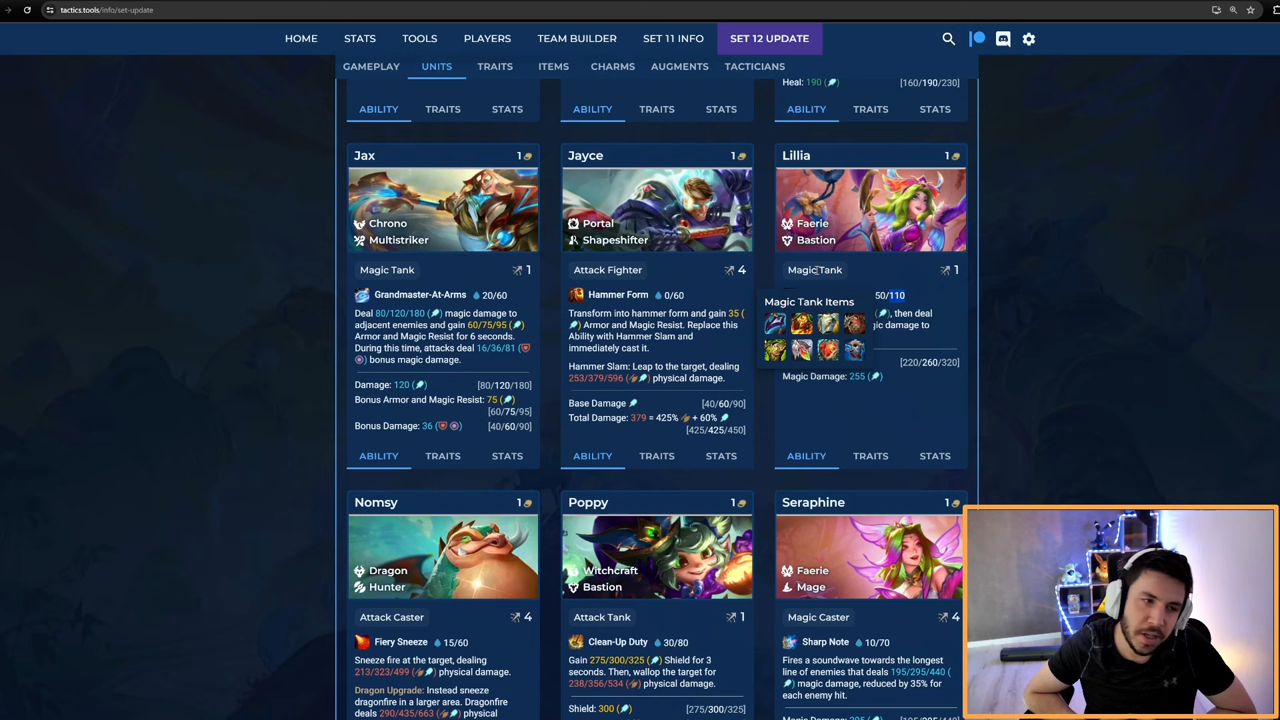 tactics.tools/info/set-update
HOME STATS TOOLS PLAYERS TEAM BUILDER SET 11 INFO SET 12 UPDATE
GAMEPLAY UNITS TRAITS ITEMS CHARMS AUGMENTS TACTICIANS
Heal: 190 [160/190/230]
ABILITY TRAITS STATS ABILITY TRAITS STATS ABILITY TRAITS STATS
Jax 1
Chrono
Multistriker
Magic Tank 1
Grandmaster-At-Arms 20/60
Deal 80/120/180 ( ) magic damage to
adjacent enemies and gain 60/75/95 ( )
Armor and Magic Resist for 6 seconds.
During this time, attacks deal 16/36/81 (
) bonus magic damage.
Damage: 120 ( ) [80/120/180]
Bonus Armor and Magic Resist: 75 ( )
[60/75/95]
Bonus Damage: 36 ( ) [40/60/90]
ABILITY TRAITS STATS
Jayce 1
Portal
Shapeshifter
Attack Fighter 4
Hammer Form 0/60
Transform into hammer form and gain 35 (
) Armor and Magic Resist. Replace this
Ability with Hammer Slam and
immediately cast it.
Hammer Slam: Leap to the target, dealing
253/379/596 ( ) physical damage.
Base Damage [40/60/90]
Total Damage: 379 = 425% + 60%
[425/425/450]
ABILITY TRAITS STATS
Lillia 1
Faerie
Bastion
Magic Tank 1
50/110
Magic Tank Items
( ), then deal
gic damage to
[220/260/320]
Magic Damage: 255 ( )
ABILITY TRAITS STATS
Nomsy 1
Dragon
Hunter
Attack Caster 4
Fiery Sneeze 15/60
Sneeze fire at the target, dealing
213/323/499 ( ) physical damage.
Dragon Upgrade: Instead sneeze
dragonfire in a larger area. Dragonfire
deals 290/435/663 ( ) physical
Poppy 1
Witchcraft
Bastion
Attack Tank 1
Clean-Up Duty 30/80
Gain 275/300/325 ( ) Shield for 3
seconds. Then, wallop the target for
238/356/534 ( ) physical damage.
Shield: 300 ( ) [275/300/325]
Seraphine 1
Faerie
Mage
Magic Caster 4
Sharp Note 10/70
Fires a soundwave towards the longest
line of enemies that deals 195/295/440
( ) magic damage, reduced by 35% for
each enemy hit.